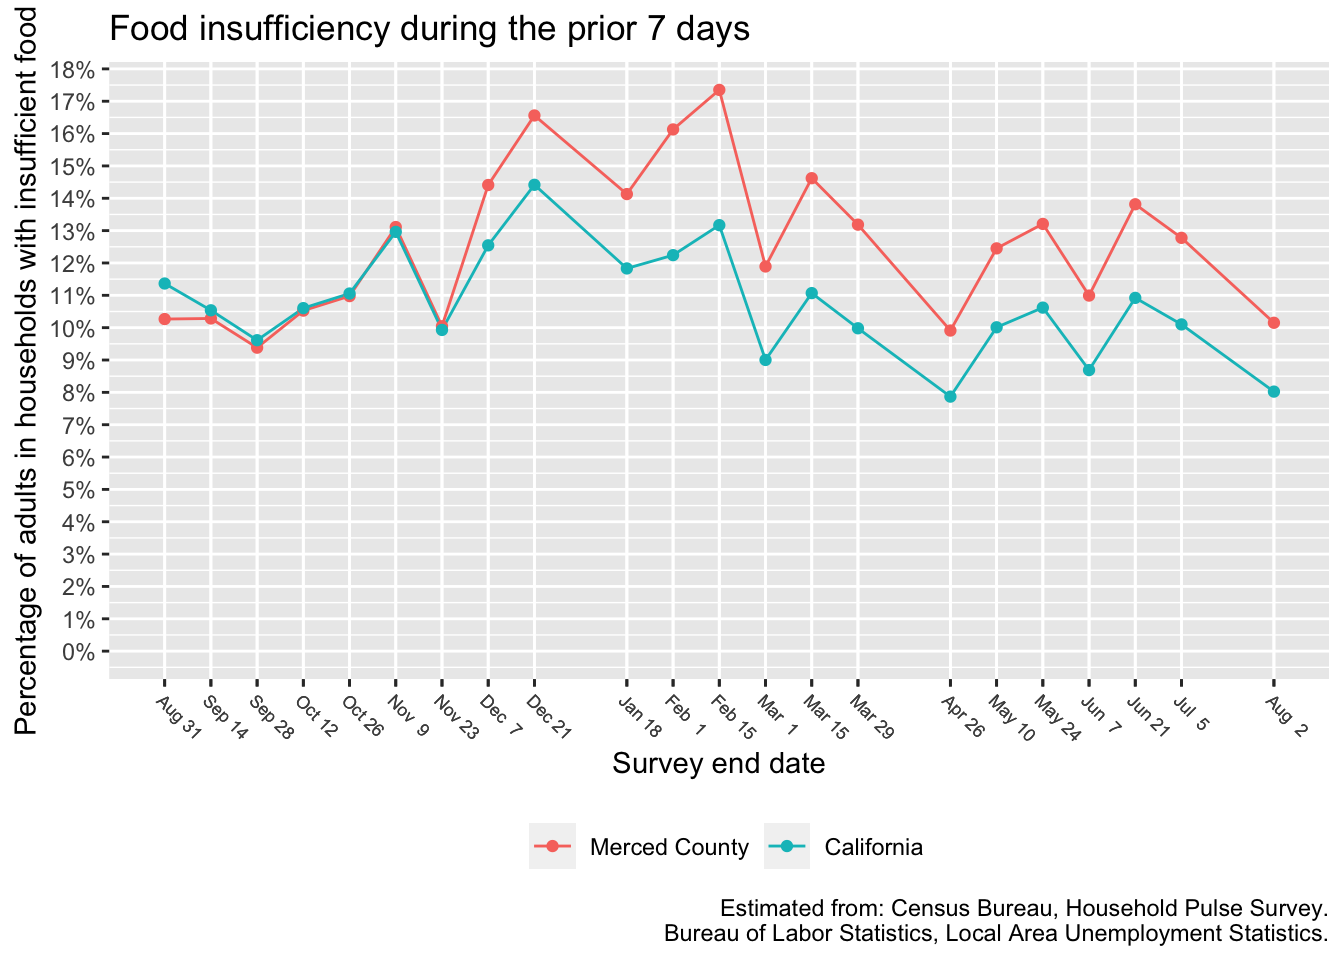 Food insufficiency during the prior 7 days
Percentage of adults in households with insufficient food
18%
17%
16%
15%
14%
13%
12%
11%
10%
9%
8%
7%
6%
5%
4%
3%
2%
1%
0%
Aug 31
Sep 14
Sep 28
Oct 12
Oct 26
Nov 9
Nov 23
Dec 7
Dec 21
Jan 18
Feb 1
Feb 15
Mar 1
Mar 15
Mar 29
Apr 26
May 10
May 24
Jun 7
Jun 21
Jul 5
Aug 2
Survey end date
Merced County
California
Estimated from: Census Bureau, Household Pulse Survey.
Bureau of Labor Statistics, Local Area Unemployment Statistics.